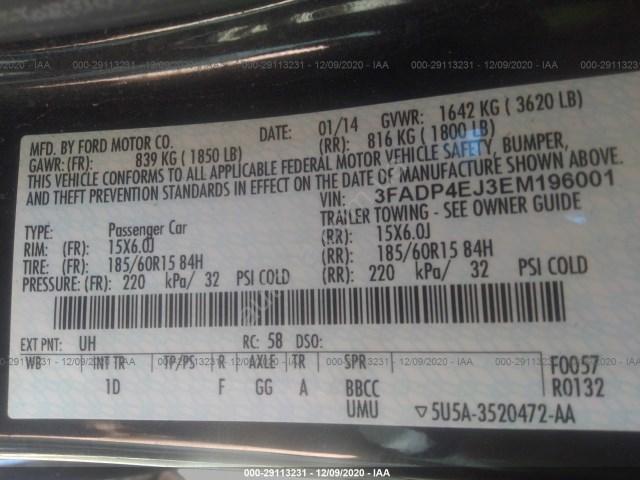 000-29113231 - 12/09/2020 - IAA
MFD. BY FORD MOTOR CO. DATE: 01/14 GVWR: 1642 KG ( 3620 LB)
GAWR: (FR): 839 KG ( 1850 LB) (RR): 816 KG ( 1800 LB)
THIS VEHICLE CONFORMS TO ALL APPLICABLE FEDERAL MOTOR VEHICLE SAFETY, BUMPER,
AND THEFT PREVENTION STANDARDS IN EFFECT ON THE DATE OF MANUFACTURE SHOWN ABOVE.
VIN: 3FADP4EJ3EM196001
TRAILER TOWING - SEE OWNER GUIDE
TYPE: Passenger Car
RIM: (FR): 15X6.0J (RR): 15X6.0J
TIRE: (FR): 185/60R15 84H (RR): 185/60R15 84H
PRESSURE: (FR): 220 kPa/ 32 PSI COLD (RR): 220 kPa/ 32 PSI COLD
EXT PNT: UH RC: 58 DSO:
WB INT TR TP/PS R AXLE TR SPR F0057
1D F GG A BBCC R0132
UMU ▽5U5A-3520472-AA
000-29113231 - 12/09/2020 - IAA